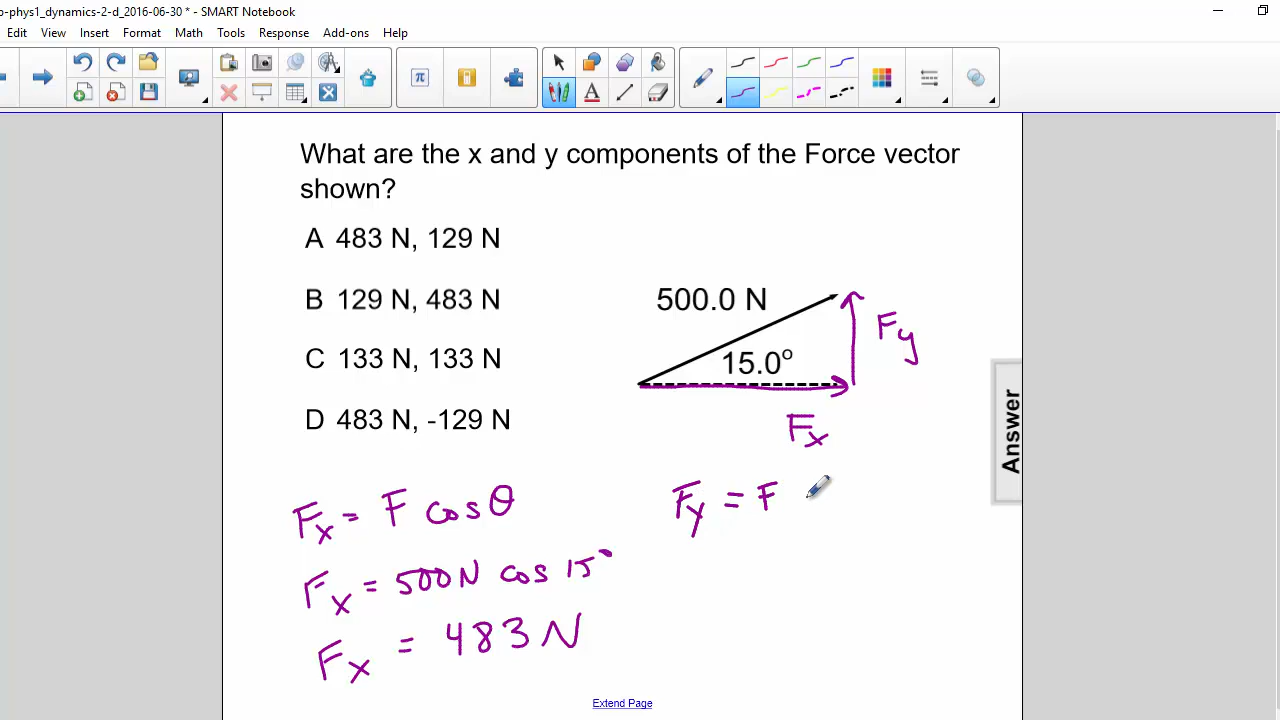 o-phys1_dynamics-2-d_2016-06-30 * - SMART Notebook
Edit View Insert Format Math Tools Response Add-ons Help
What are the x and y components of the Force vector
shown?
A 483 N, 129 N
B 129 N, 483 N
C 133 N, 133 N
D 483 N, -129 N
500.0 N
15.0º
Fy
Fx
Answer
Fx = F cos θ
Fx = 500 N cos 15°
Fx = 483 N
Fy = F
Extend Page